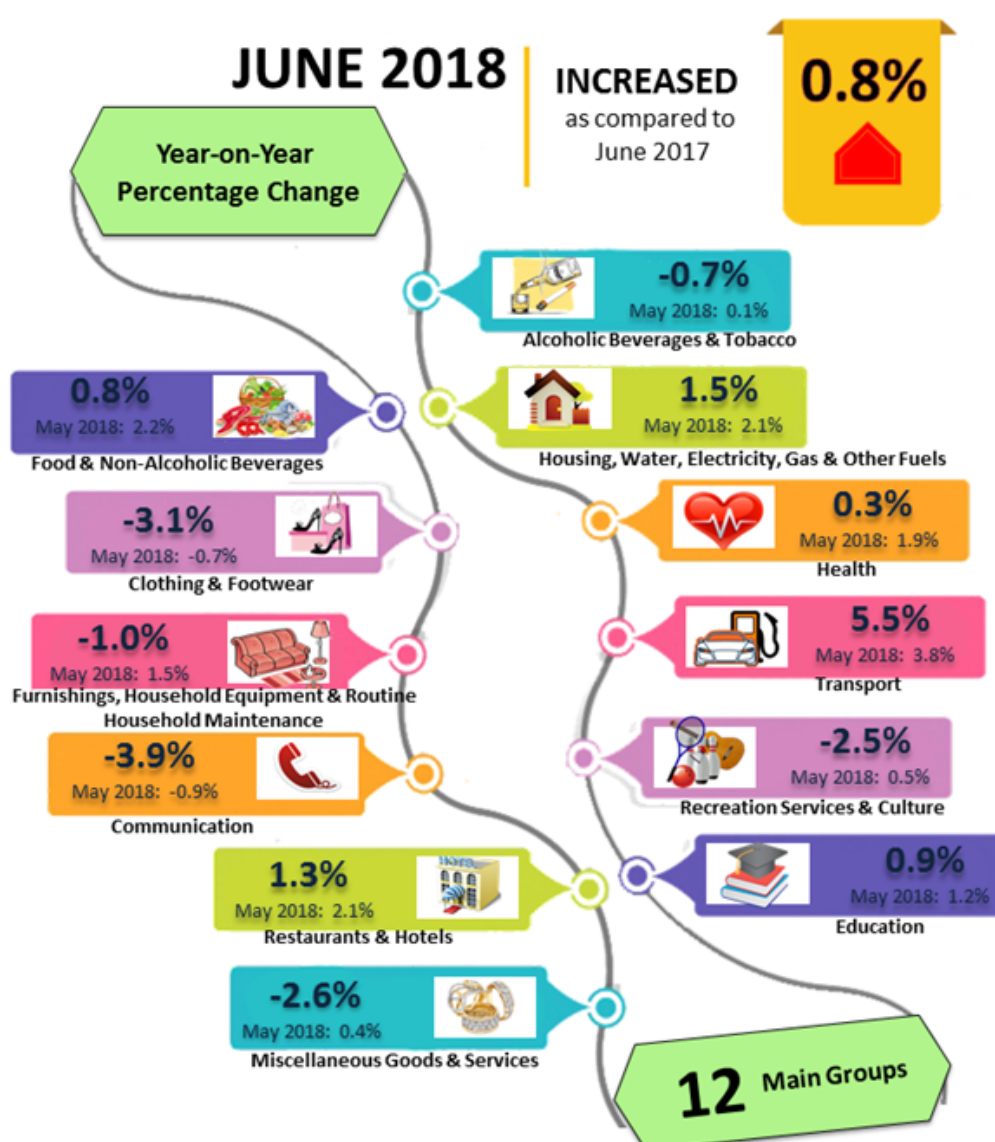 JUNE 2018
INCREASED
as compared to
June 2017
0.8%
Year-on-Year
Percentage Change
-0.7%
May 2018: 0.1%
Alcoholic Beverages & Tobacco
0.8%
May 2018: 2.2%
Food & Non-Alcoholic Beverages
1.5%
May 2018: 2.1%
Housing, Water, Electricity, Gas & Other Fuels
-3.1%
May 2018: -0.7%
Clothing & Footwear
0.3%
May 2018: 1.9%
Health
-1.0%
May 2018: 1.5%
Furnishings, Household Equipment & Routine
Household Maintenance
5.5%
May 2018: 3.8%
Transport
-3.9%
May 2018: -0.9%
Communication
-2.5%
May 2018: 0.5%
Recreation Services & Culture
1.3%
May 2018: 2.1%
HOTEL
Restaurants & Hotels
0.9%
May 2018: 1.2%
Education
-2.6%
May 2018: 0.4%
Miscellaneous Goods & Services
12 Main Groups